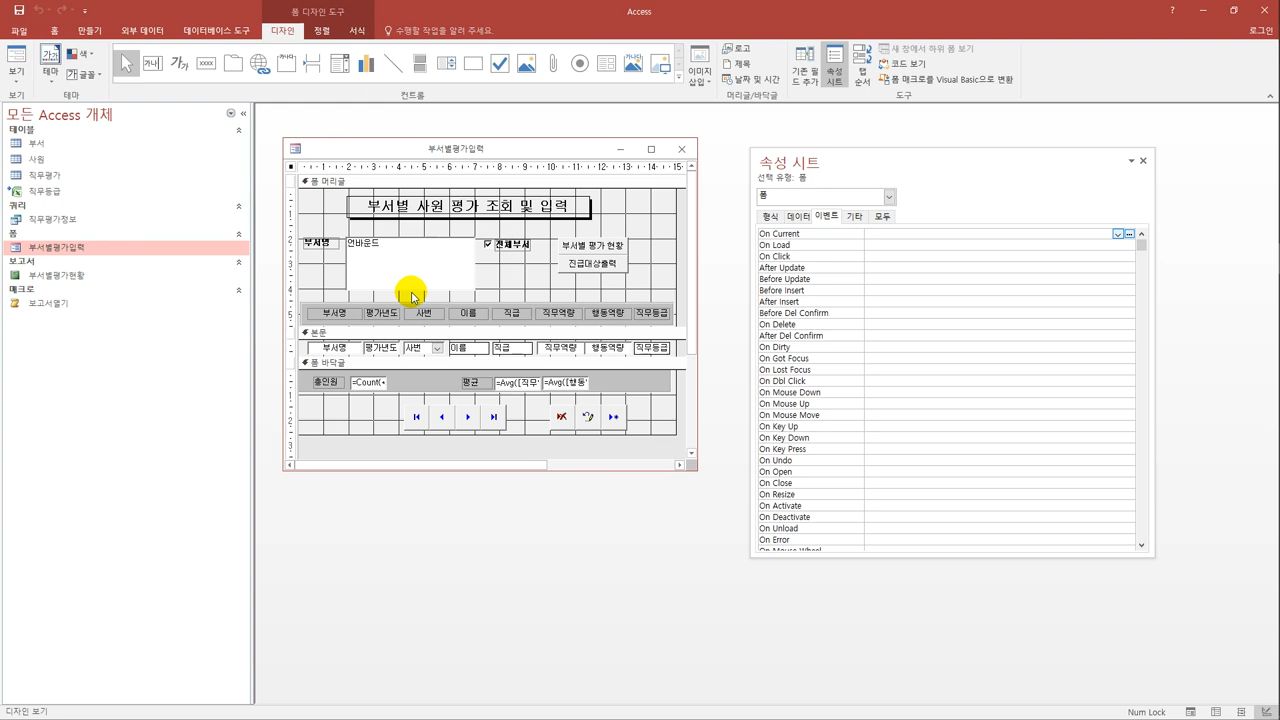 폼 디자인 도구
Access
파일 홈 만들기 외부 데이터 데이터베이스 도구 디자인 정렬 서식 수행할 작업을 알려 주세요.
로그인
보기
테마
색
글꼴
로고
제목
날짜 및 시간
이미지 삽입
기존 필드 추가
속성 시트
탭 순서
새 창에서 하위 폼 보기
코드 보기
폼 매크로를 Visual Basic으로 변환
보기 테마 컨트롤 머리글/바닥글 도구
모든 Access 개체
테이블
부서
사원
직무평가
직무등급
쿼리
직무평가정보
폼
부서별평가입력
보고서
부서별평가현황
매크로
보고서열기
부서별평가입력
1 2 3 4 5 6 7 8 9 10 11 12 13 14 15
폼 머리글
부서별 사원 평가 조회 및 입력
부서명 언바운드 전체부서 부서별 평가 현황
진급대상출력
부서명 평가년도 사번 이름 직급 직무역량 행동역량 직무등급
본문
부서명 평가년도 사번 이름 직급 직무역량 행동역량 직무등급
폼 바닥글
총인원 =Count(* 평균 =Avg([직무' =Avg([행동'
속성 시트
선택 유형: 폼
폼
형식 데이터 이벤트 기타 모두
On Current
On Load
On Click
After Update
Before Update
Before Insert
After Insert
Before Del Confirm
On Delete
After Del Confirm
On Dirty
On Got Focus
On Lost Focus
On Dbl Click
On Mouse Down
On Mouse Up
On Mouse Move
On Key Up
On Key Down
On Key Press
On Undo
On Open
On Close
On Resize
On Activate
On Deactivate
On Unload
On Error
On Mouse Wheel
디자인 보기
Num Lock